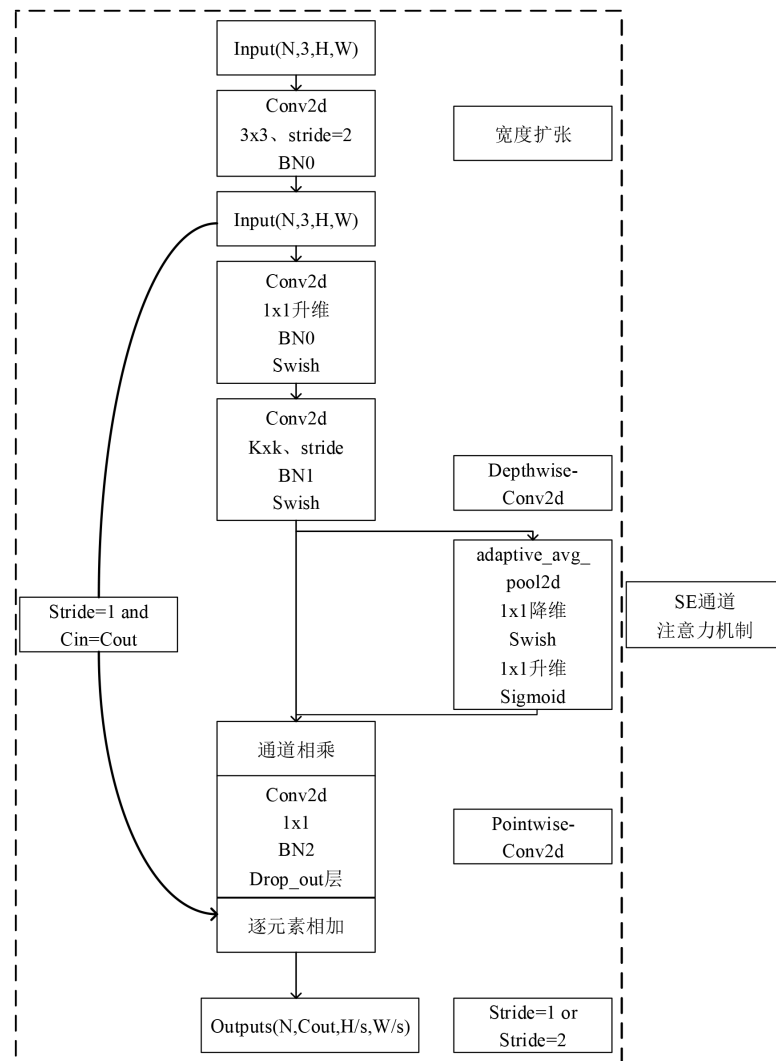 Input(N,3,H,W)
Conv2d
3x3、stride=2
BN0
宽度扩张
Input(N,3,H,W)
Conv2d
1x1升维
BN0
Swish
Conv2d
Kxk、stride
BN1
Swish
Depthwise-
Conv2d
adaptive_avg_
pool2d
1x1降维
Swish
1x1升维
Sigmoid
SE通道
注意力机制
Stride=1 and
Cin=Cout
通道相乘
Conv2d
1x1
BN2
Drop_out层
Pointwise-
Conv2d
逐元素相加
Outputs(N,Cout,H/s,W/s)
Stride=1 or
Stride=2